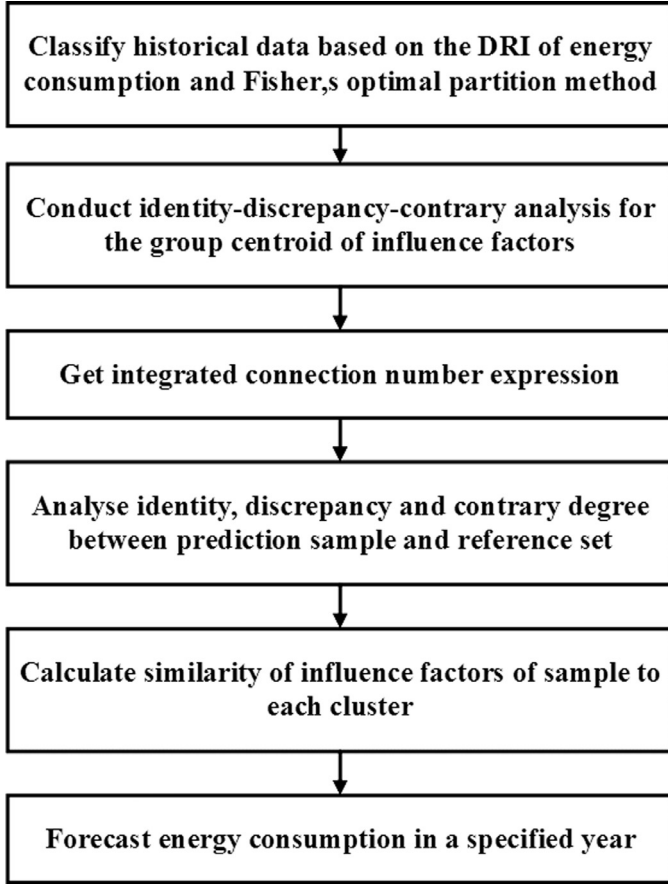 Classify historical data based on the DRI of energy
consumption and Fisher,s optimal partition method
Conduct identity-discrepancy-contrary analysis for
the group centroid of influence factors
Get integrated connection number expression
Analyse identity, discrepancy and contrary degree
between prediction sample and reference set
Calculate similarity of influence factors of sample to
each cluster
Forecast energy consumption in a specified year